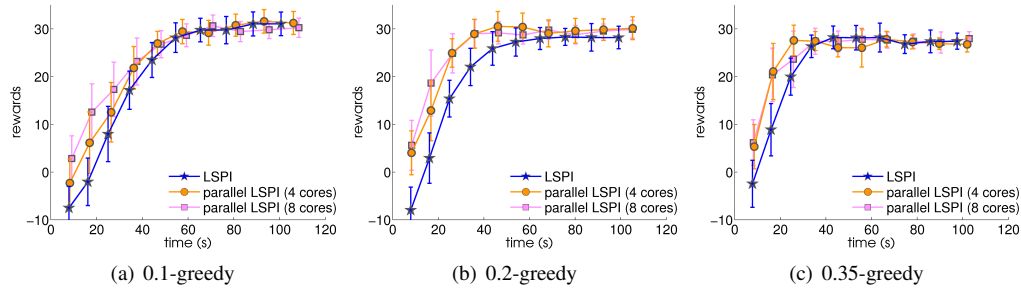 30
20
10
0
−10
rewards
0
20
40
60
80
100
120
time (s)
LSPI
parallel LSPI (4 cores)
parallel LSPI (8 cores)
(a) 0.1-greedy
30
20
10
0
−10
rewards
0
20
40
60
80
100
120
time (s)
LSPI
parallel LSPI (4 cores)
parallel LSPI (8 cores)
(b) 0.2-greedy
30
20
10
0
−10
rewards
0
20
40
60
80
100
120
time (s)
LSPI
parallel LSPI (4 cores)
parallel LSPI (8 cores)
(c) 0.35-greedy